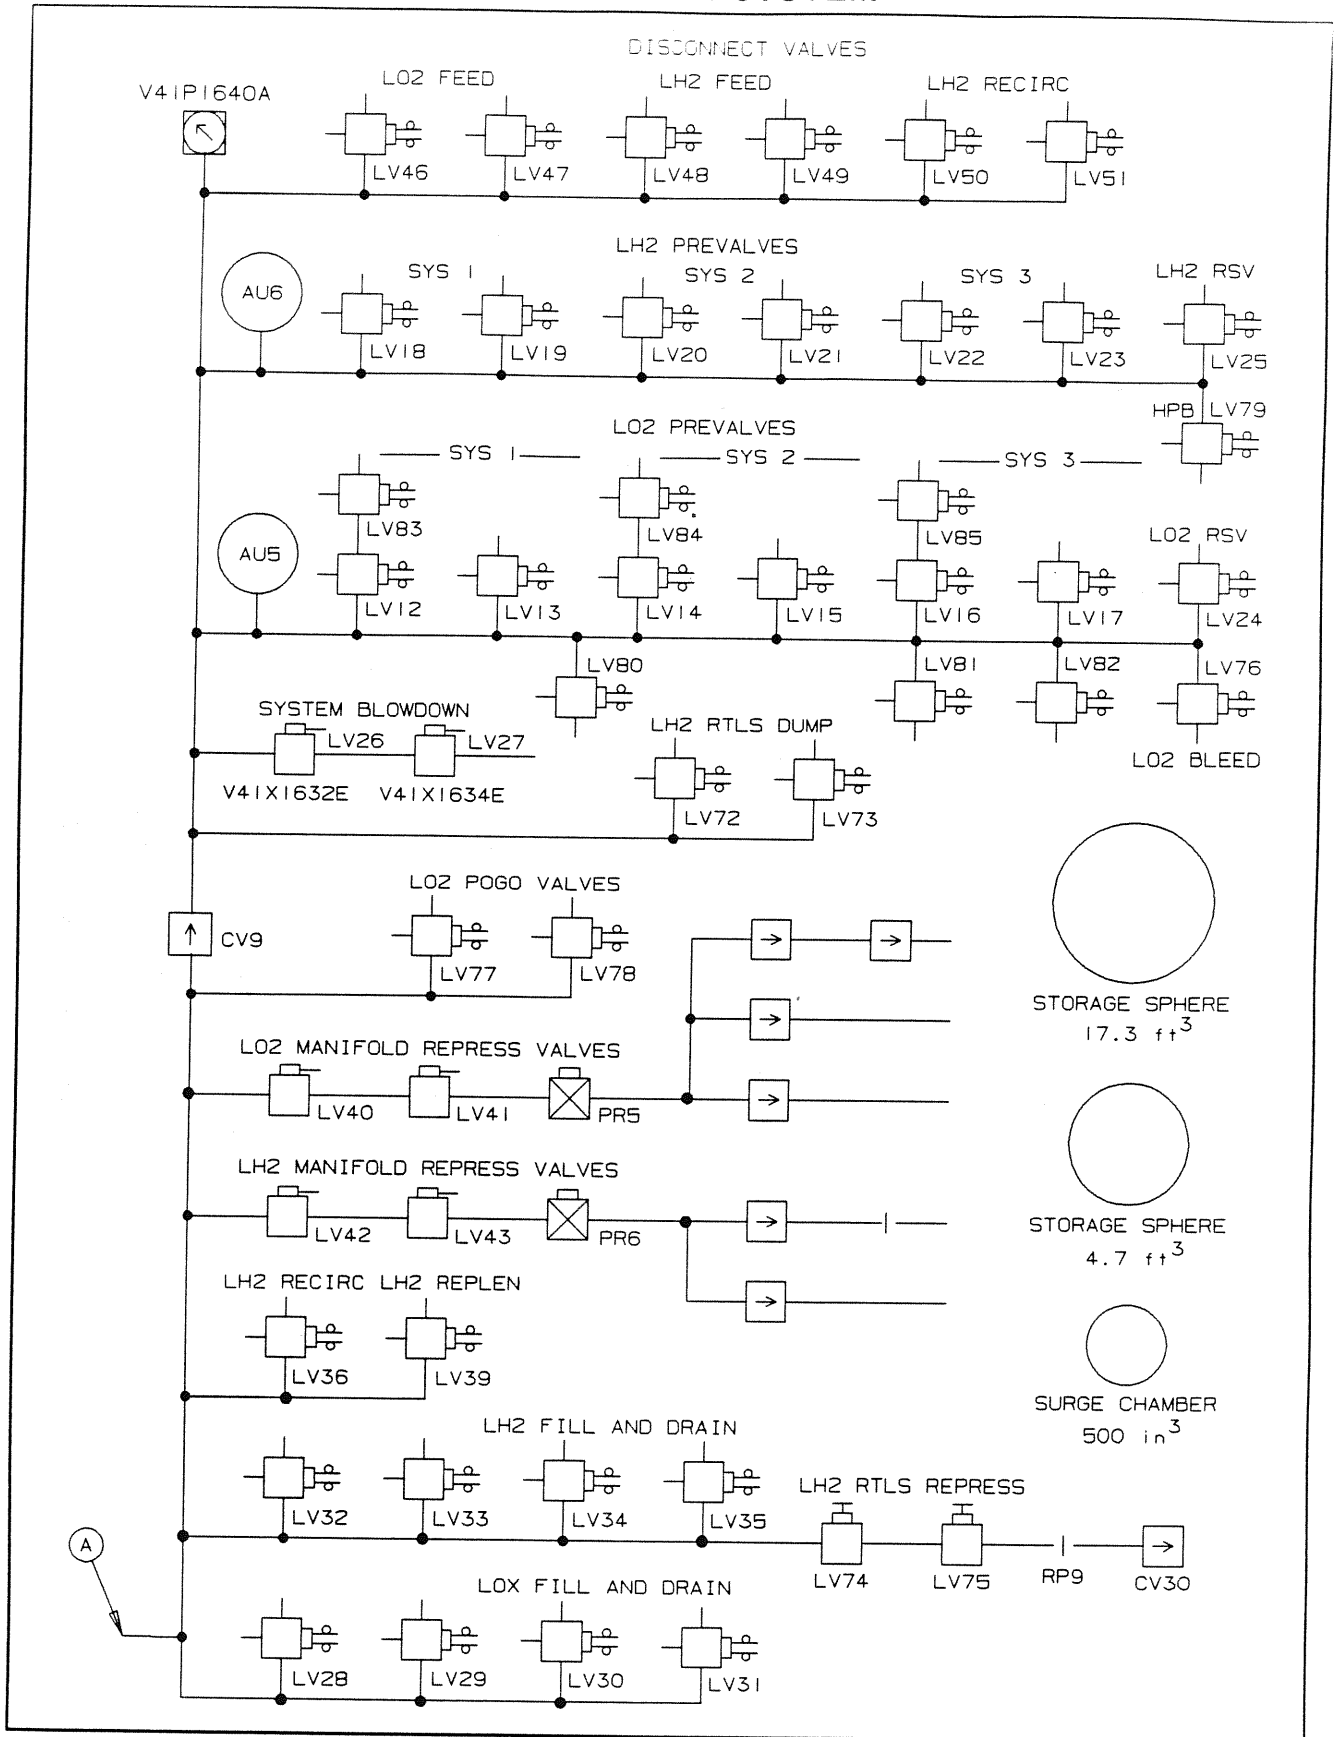 DISCONNECT VALVES
LO2 FEED
LH2 FEED
LH2 RECIRC
V41P1640A
LV46
LV47
LV48
LV49
LV50
LV51
LH2 PREVALVES
SYS 1
SYS 2
SYS 3
LH2 RSV
AU6
LV18
LV19
LV20
LV21
LV22
LV23
LV25
HPB
LV79
LO2 PREVALVES
SYS 1
SYS 2
SYS 3
LV83
LV84
LV85
LO2 RSV
AU5
LV12
LV13
LV14
LV15
LV16
LV17
LV24
LV80
LV81
LV82
LV76
LO2 BLEED
SYSTEM BLOWDOWN
LV26
LV27
V41X1632E
V41X1634E
LH2 RTLS DUMP
LV72
LV73
LO2 POGO VALVES
CV9
LV77
LV78
STORAGE SPHERE
17.3 ft3
LO2 MANIFOLD REPRESS VALVES
LV40
LV41
PR5
LH2 MANIFOLD REPRESS VALVES
LV42
LV43
PR6
STORAGE SPHERE
4.7 ft3
LH2 RECIRC
LH2 REPLEN
LV36
LV39
SURGE CHAMBER
500 in3
LH2 FILL AND DRAIN
LV32
LV33
LV34
LV35
LH2 RTLS REPRESS
LV74
LV75
RP9
CV30
A
LOX FILL AND DRAIN
LV28
LV29
LV30
LV31